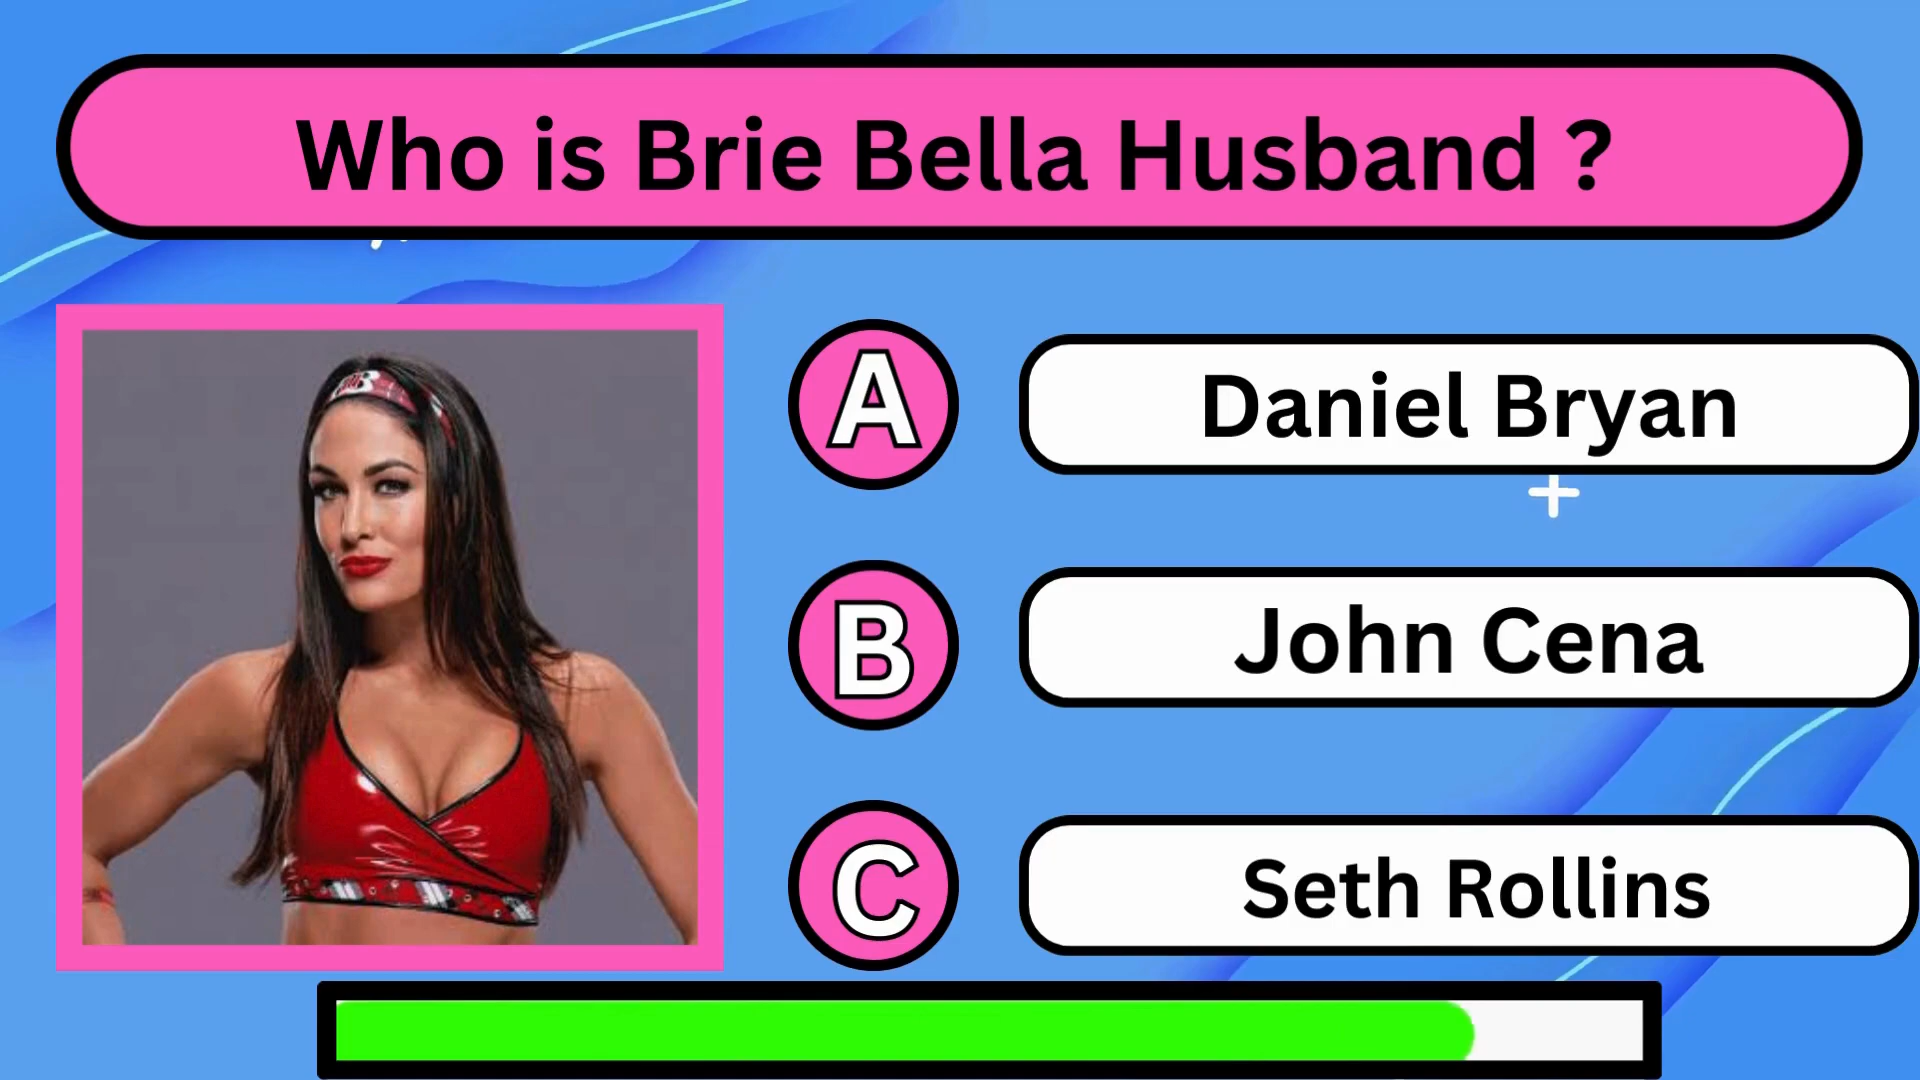 Who is Brie Bella Husband ?
A
Daniel Bryan
B
John Cena
C
Seth Rollins